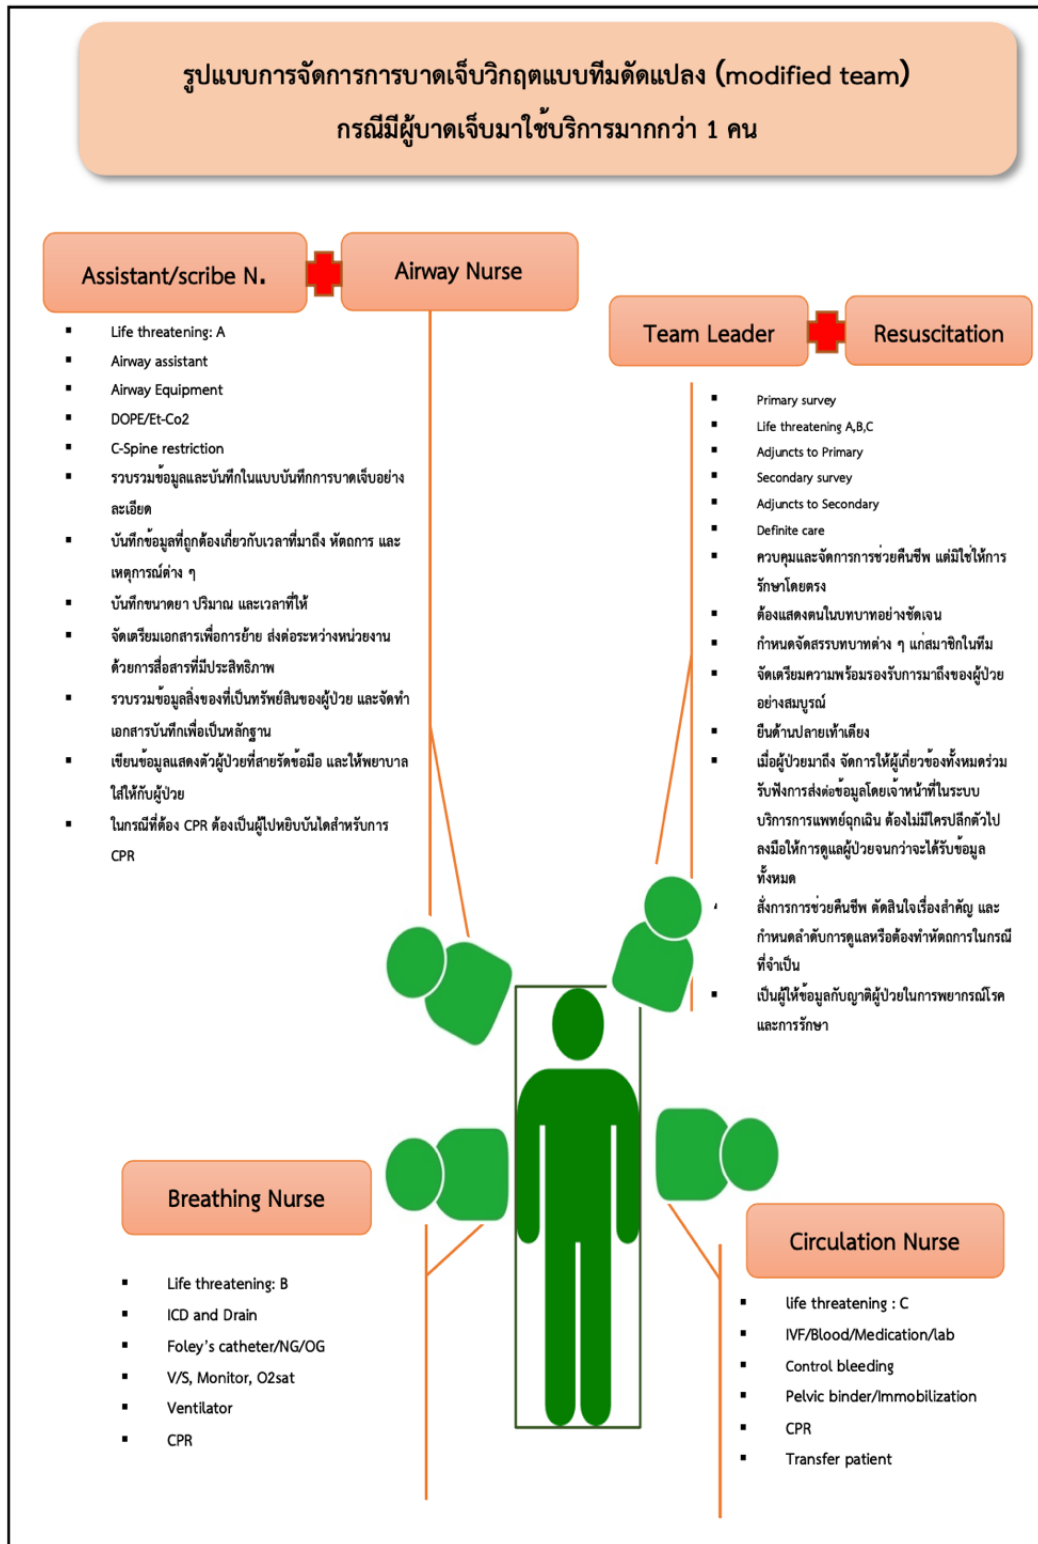 รูปแบบการจัดการการบาดเจ็บวิกฤตแบบทีมดัดแปลง (modified team)
กรณีมีผู้บาดเจ็บมาใช้บริการมากกว่า 1 คน
Assistant/scribe N.
Airway Nurse
▪ Life threatening: A
▪ Airway assistant
▪ Airway Equipment
▪ DOPE/Et-Co2
▪ C-Spine restriction
▪ รวบรวมข้อมูลและบันทึกในแบบบันทึกการบาดเจ็บอย่าง
ละเอียด
▪ บันทึกข้อมูลที่ถูกต้องเกี่ยวกับเวลาที่มาถึง หัตถการ และ
เหตุการณ์ต่าง ๆ
▪ บันทึกขนาดยา ปริมาณ และเวลาที่ให้
▪ จัดเตรียมเอกสารเพื่อการย้าย ส่งต่อระหว่างหน่วยงาน
ด้วยการสื่อสารที่มีประสิทธิภาพ
▪ รวบรวมข้อมูลสิ่งของที่เป็นทรัพย์สินของผู้ป่วย และจัดทำ
เอกสารบันทึกเพื่อเป็นหลักฐาน
▪ เขียนข้อมูลแสดงตัวผู้ป่วยที่สายรัดข้อมือ และให้พยาบาล
ใส่ให้กับผู้ป่วย
▪ ในกรณีที่ต้อง CPR ต้องเป็นผู้ไปหยิบบันไดสำหรับการ
CPR
Team Leader
Resuscitation
▪ Primary survey
▪ Life threatening A,B,C
▪ Adjuncts to Primary
▪ Secondary survey
▪ Adjuncts to Secondary
▪ Definite care
▪ ควบคุมและจัดการการช่วยคืนชีพ แต่มิใช่ให้การ
รักษาโดยตรง
▪ ต้องแสดงตนในบทบาทอย่างชัดเจน
▪ กำหนดจัดสรรบทบาทต่าง ๆ แก่สมาชิกในทีม
▪ จัดเตรียมความพร้อมรองรับการมาถึงของผู้ป่วย
อย่างสมบูรณ์
▪ ยืนด้านปลายเท้าเตียง
▪ เมื่อผู้ป่วยมาถึง จัดการให้ผู้เกี่ยวข้องทั้งหมดร่วม
รับฟังการส่งต่อข้อมูลโดยเจ้าหน้าที่ในระบบ
บริการการแพทย์ฉุกเฉิน ต้องไม่มีใครปลีกตัวไป
ลงมือให้การดูแลผู้ป่วยจนกว่าจะได้รับข้อมูล
ทั้งหมด
▪ สั่งการการช่วยคืนชีพ ตัดสินใจเรื่องสำคัญ และ
กำหนดลำดับการดูแลหรือต้องทำหัตถการในกรณี
ที่จำเป็น
▪ เป็นผู้ให้ข้อมูลกับญาติผู้ป่วยในการพยากรณ์โรค
และการรักษา
Breathing Nurse
▪ Life threatening: B
▪ ICD and Drain
▪ Foley's catheter/NG/OG
▪ V/S, Monitor, O2sat
▪ Ventilator
▪ CPR
Circulation Nurse
▪ life threatening : C
▪ IVF/Blood/Medication/lab
▪ Control bleeding
▪ Pelvic binder/Immobilization
▪ CPR
▪ Transfer patient